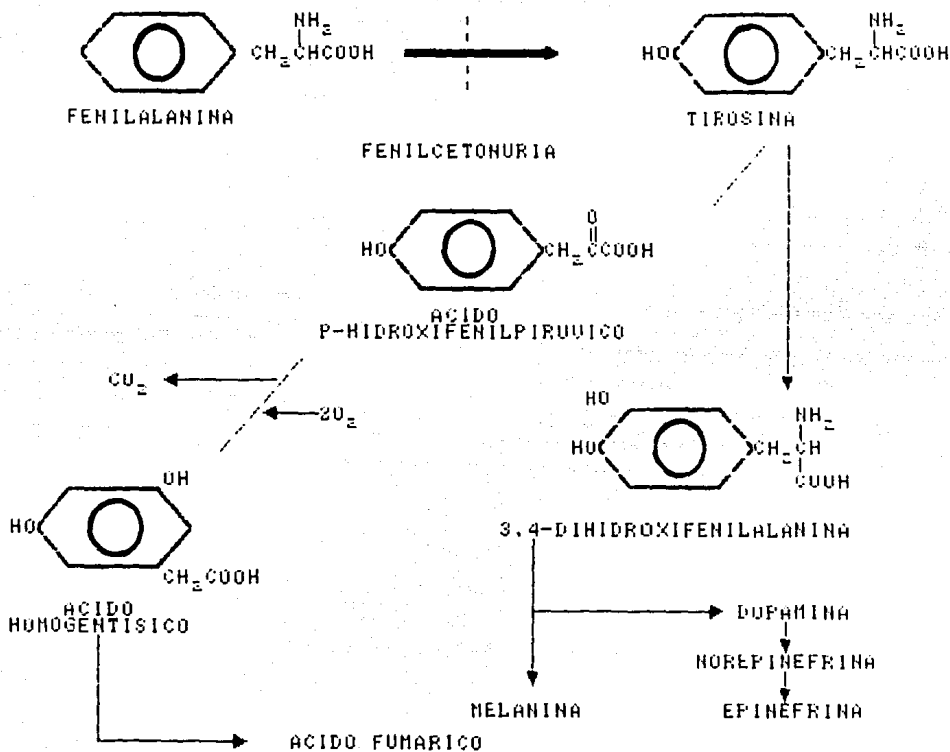 NH2
CH2CHCOOH
FENILALANINA
NH2
HO CH2CHCOOH
TIROSINA
FENILCETONURIA
O
HO CH2CCOOH
ACIDO
P-HIDROXIFENILPIRUVICO
CO2
2O2
HO
NH2
HO CH2CH
COOH
3,4-DIHIDROXIFENILALANINA
OH
HO
CH2COOH
ACIDO
HOMOGENTISICO
DOPAMINA
NOREPINEFRINA
EPINEFRINA
MELANINA
ACIDO FUMARICO